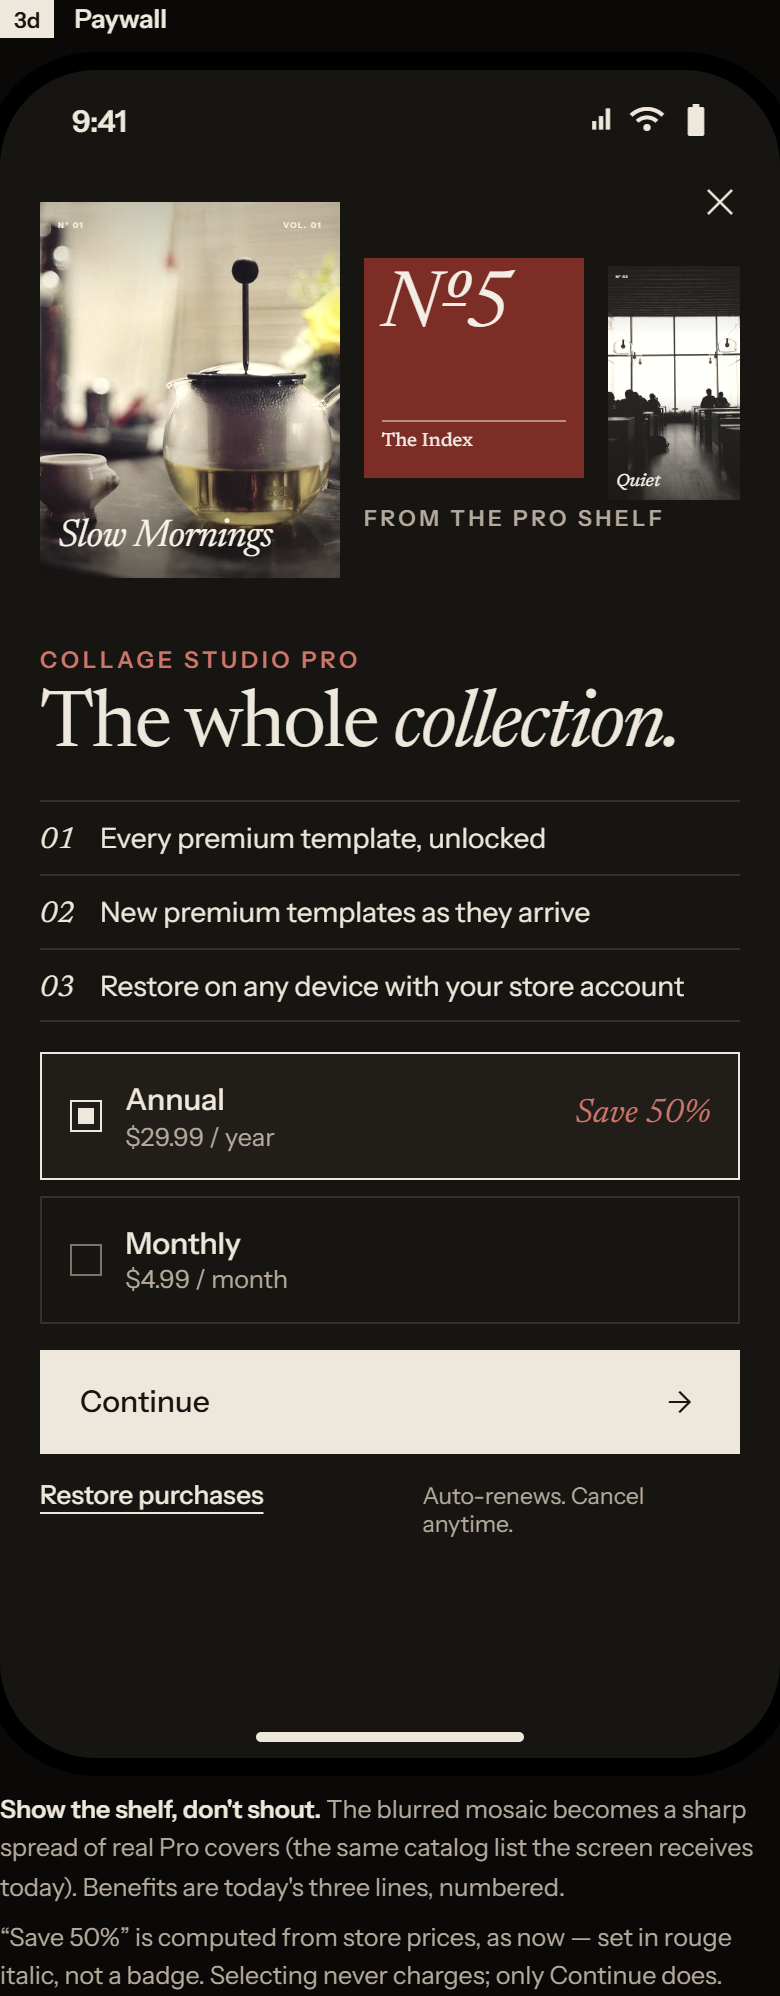 3d Paywall
9:41
Nº 01 VOL. 01
Slow Mornings
Nº5
The Index
Quiet
FROM THE PRO SHELF
COLLAGE STUDIO PRO
The whole collection.
01 Every premium template, unlocked
02 New premium templates as they arrive
03 Restore on any device with your store account
Annual
$29.99 / year
Save 50%
Monthly
$4.99 / month
Continue →
Restore purchases
Auto-renews. Cancel
anytime.
Show the shelf, don't shout. The blurred mosaic becomes a sharp
spread of real Pro covers (the same catalog list the screen receives
today). Benefits are today's three lines, numbered.
“Save 50%” is computed from store prices, as now — set in rouge
italic, not a badge. Selecting never charges; only Continue does.